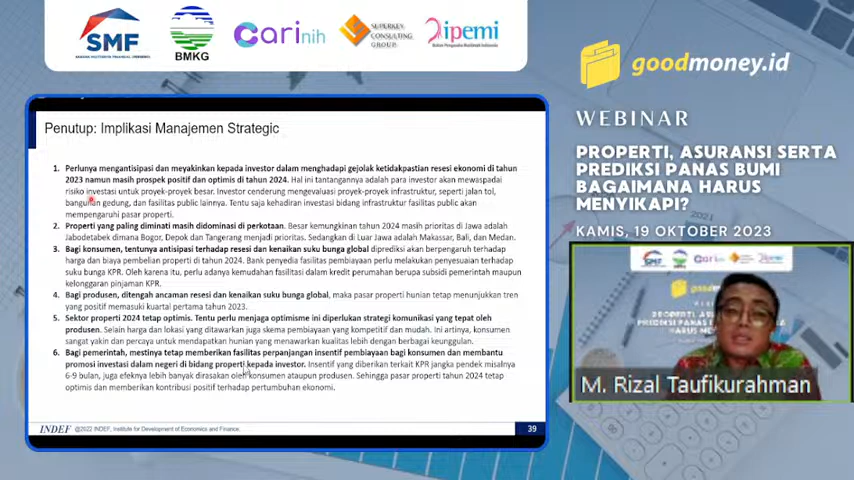 SMF
BMKG
Carinih
SUPERKEY
CONSULTING
GROUP
Dipemi
goodmoney.id
WEBINAR
PROPERTI, ASURANSI SERTA
PREDIKSI PANAS BUMI
BAGAIMANA HARUS
MENYIKAPI?
KAMIS, 19 OKTOBER 2023
Penutup: Implikasi Manajemen Strategic
1. Perlunya mengantisipasi dan meyakinkan kepada investor dalam menghadapi gejolak ketidakpastian resesi ekonomi di tahun
2023 namun masih prospek positif dan optimis di tahun 2024. Hal ini tantangannya adalah para investor akan mewaspadai
risiko investasi untuk proyek-proyek besar. Investor cenderung mengevaluasi proyek-proyek infrastruktur, seperti jalan tol,
bangunan gedung, dan fasilitas public lainnya. Tentu saja kehadiran investasi bidang infrastruktur fasilitas public akan
mempengaruhi pasar properti.
2. Properti yang paling diminati masih didominasi di perkotaan. Besar kemungkinan tahun 2024 masih prioritas di Jawa adalah
Jabodetabek dimana Bogor, Depok dan Tangerang menjadi prioritas. Sedangkan di Luar Jawa adalah Makassar, Bali, dan Medan.
3. Bagi konsumen, tentunya antisipasi terhadap resesi dan kenaikan suku bunga global diprediksi akan berpengaruh terhadap
harga dan biaya pembelian properti di tahun 2024. Bank penyedia fasilitas pembiayaan perlu melakukan penyesuaian terhadap
suku bunga KPR. Oleh karena itu, perlu adanya kemudahan fasilitasi dalam kredit perumahan berupa subsidi pemerintah maupun
kelonggaran pinjaman KPR.
4. Bagi produsen, ditengah ancaman resesi dan kenaikan suku bunga global, maka pasar properti hunian tetap menunjukkan tren
yang positif memasuki kuartal pertama tahun 2023.
5. Sektor properti 2024 tetap optimis. Tentu perlu menjaga optimisme ini diperlukan strategi komunikasi yang tepat oleh
produsen. Selain harga dan lokasi yang ditawarkan juga skema pembiayaan yang kompetitif dan mudah. Ini artinya, konsumen
sangat yakin dan percaya untuk mendapatkan hunian yang menawarkan kualitas lebih dengan berbagai keunggulan.
6. Bagi pemerintah, mestinya tetap memberikan fasilitas perpanjangan insentif pembiayaan bagi konsumen dan membantu
promosi investasi dalam negeri di bidang properti kepada investor. Insentif yang diberikan terkait KPR jangka pendek misalnya
6-9 bulan, juga efeknya lebih banyak dirasakan oleh konsumen ataupun produsen. Sehingga pasar properti tahun 2024 tetap
optimis dan memberikan kontribusi positif terhadap pertumbuhan ekonomi.
INDEF @2022 INDEF, Institute for Development of Economics and Finance.
39
M. Rizal Taufikurahman